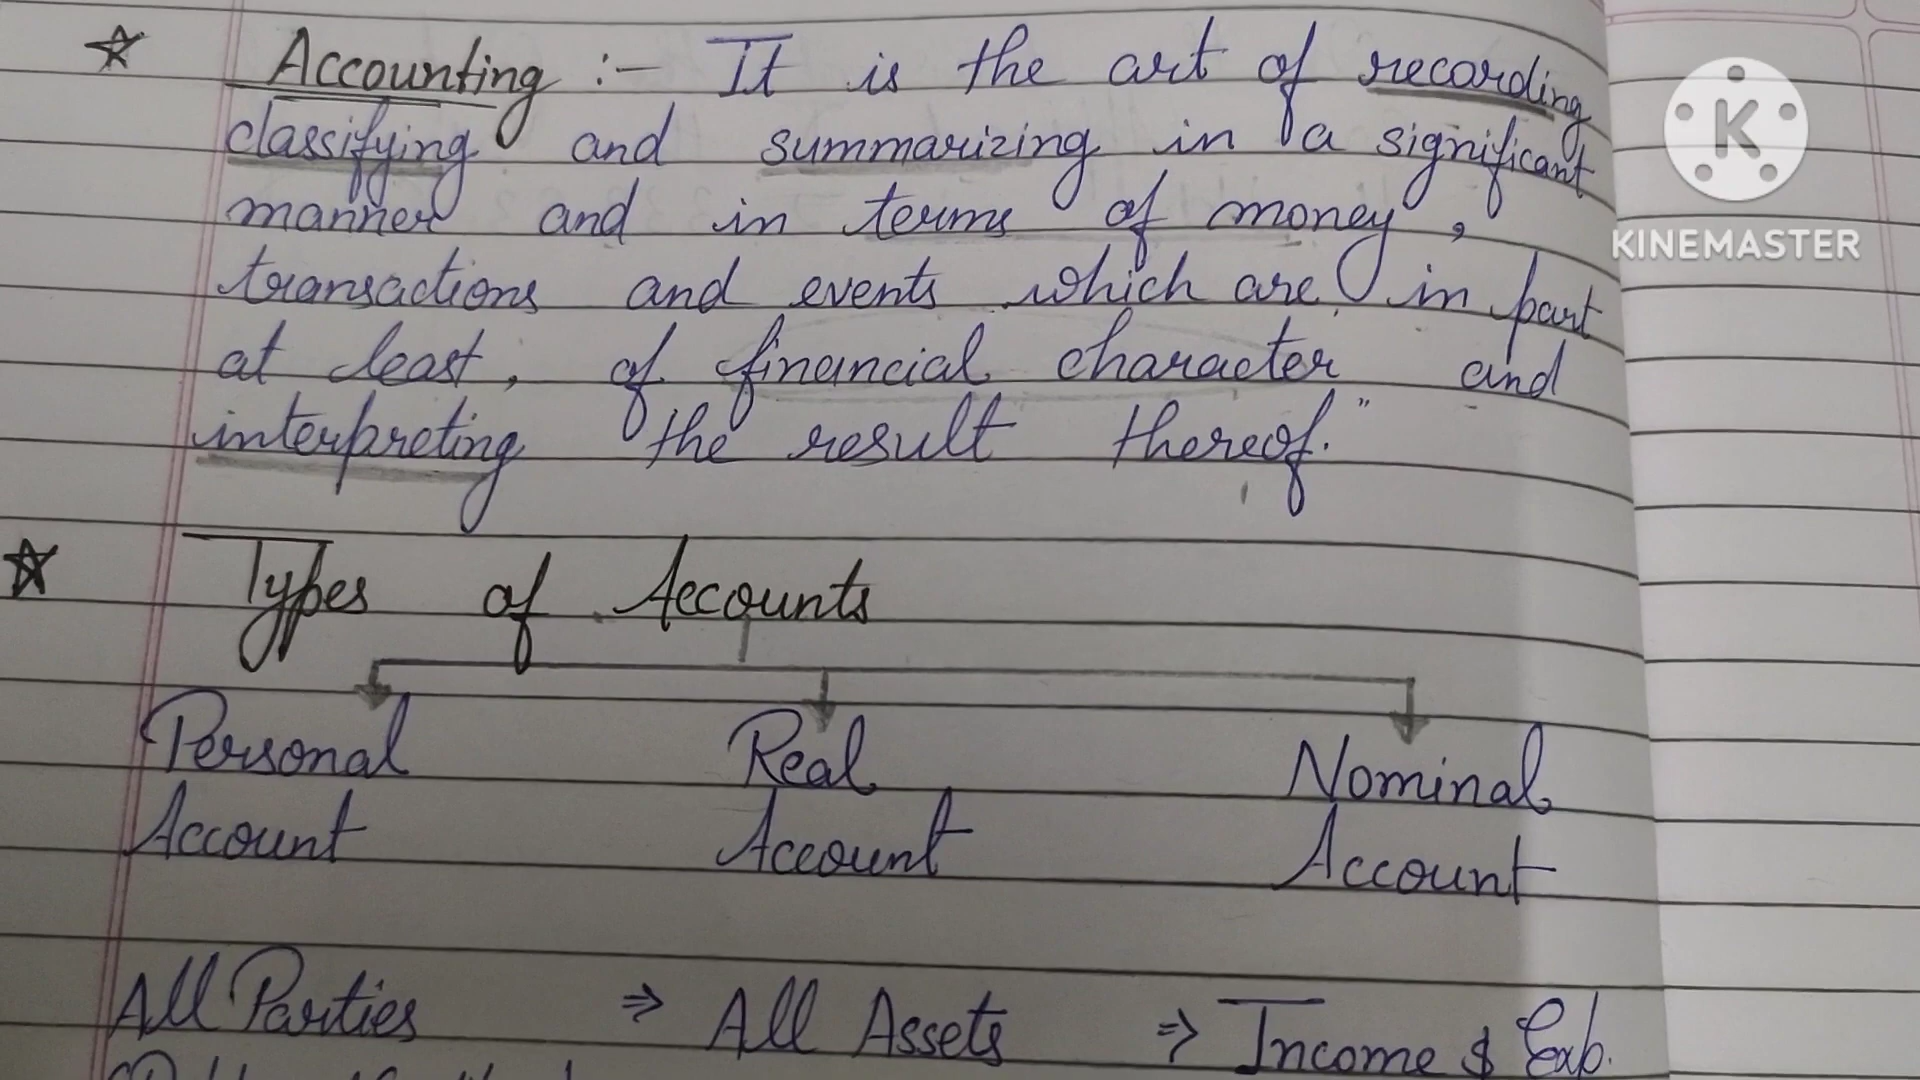 ☆ Accounting :- It is the art of recording
classifying and summarizing in a significant
manner and in terms of money,
transactions and events which are in part
at least, of financial character and
interpreting the result thereof."
☆ Types of Accounts
Personal Account
Real Account
Nominal Account
All Parties ⇒ All Assets ⇒ Income & Exp.
K
KINEMASTER